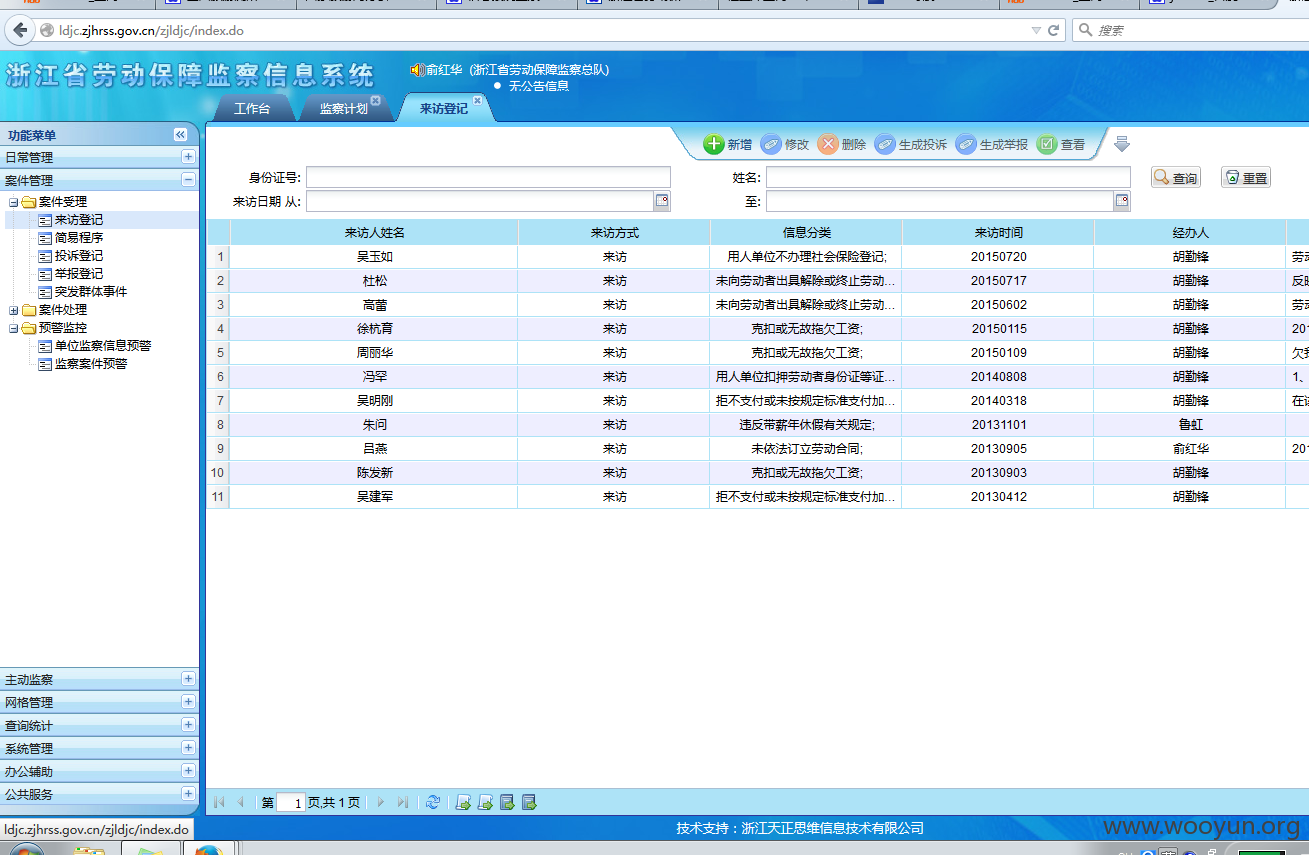 ldjc.zjhrss.gov.cn/zjldjc/index.do
搜索
浙江省劳动保障监察信息系统
俞红华 (浙江省劳动保障监察总队)
无公告信息
工作台 监察计划 来访登记
功能菜单
日常管理
案件管理
案件受理
来访登记
简易程序
投诉登记
举报登记
突发群体事件
案件处理
预警监控
单位监察信息预警
监察案件预警
主动监察
网格管理
查询统计
系统管理
办公辅助
公共服务
新增 修改 删除 生成投诉 生成举报 查看
身份证号: 姓名: 查询 重置
来访日期 从: 至:
来访人姓名 来访方式 信息分类 来访时间 经办人
1 吴玉如 来访 用人单位不办理社会保险登记; 20150720 胡勤锋 劳动
2 杜松 来访 未向劳动者出具解除或终止劳动... 20150717 胡勤锋 反映
3 高蕾 来访 未向劳动者出具解除或终止劳动... 20150602 胡勤锋 劳动
4 徐杭育 来访 克扣或无故拖欠工资; 20150115 胡勤锋 201
5 周丽华 来访 克扣或无故拖欠工资; 20150109 胡勤锋 欠我
6 冯罕 来访 用人单位扣押劳动者身份证等证... 20140808 胡勤锋 1、
7 吴明刚 来访 拒不支付或未按规定标准支付加... 20140318 胡勤锋 在该
8 朱问 来访 违反带薪年休假有关规定; 20131101 鲁虹
9 吕燕 来访 未依法订立劳动合同; 20130905 俞红华 201
10 陈发新 来访 克扣或无故拖欠工资; 20130903 胡勤锋
11 吴建军 来访 拒不支付或未按规定标准支付加... 20130412 胡勤锋
第 1 页,共 1 页
ldjc.zjhrss.gov.cn/zjldjc/index.do
技术支持：浙江天正思维信息技术有限公司
www.wooyun.org